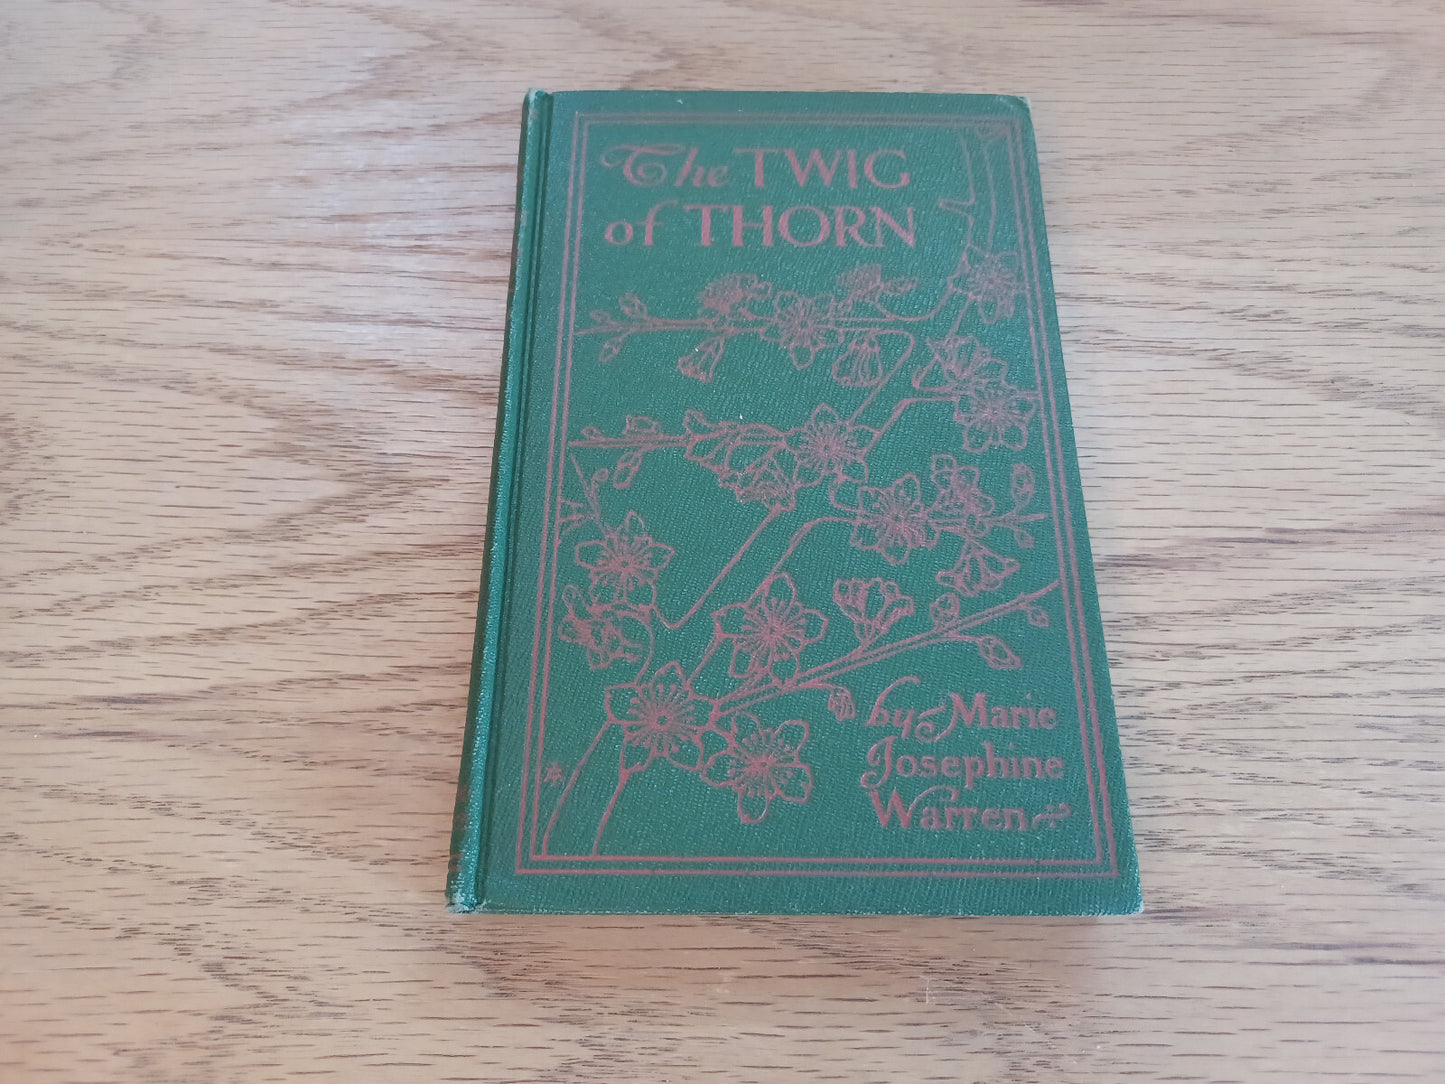 The TWIG
of THORN
by Marie
Josephine
Warren